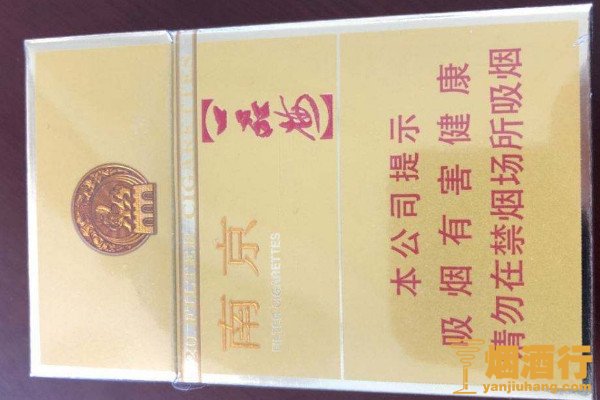 【一品梅】
南京
FILTER CIGARETTES
本公司提示
吸烟有害健康
请勿在禁烟场所吸烟
烟酒行
yanjiuhang.com